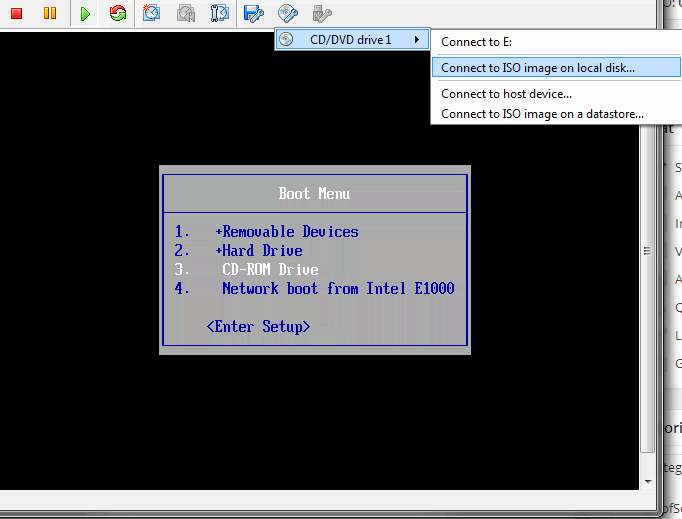 CD/DVD drive 1
Connect to E:
Connect to ISO image on local disk...
Connect to host device...
Connect to ISO image on a datastore...
Boot Menu
1. +Removable Devices
2. +Hard Drive
3. CD-ROM Drive
4. Network boot from Intel E1000
<Enter Setup>